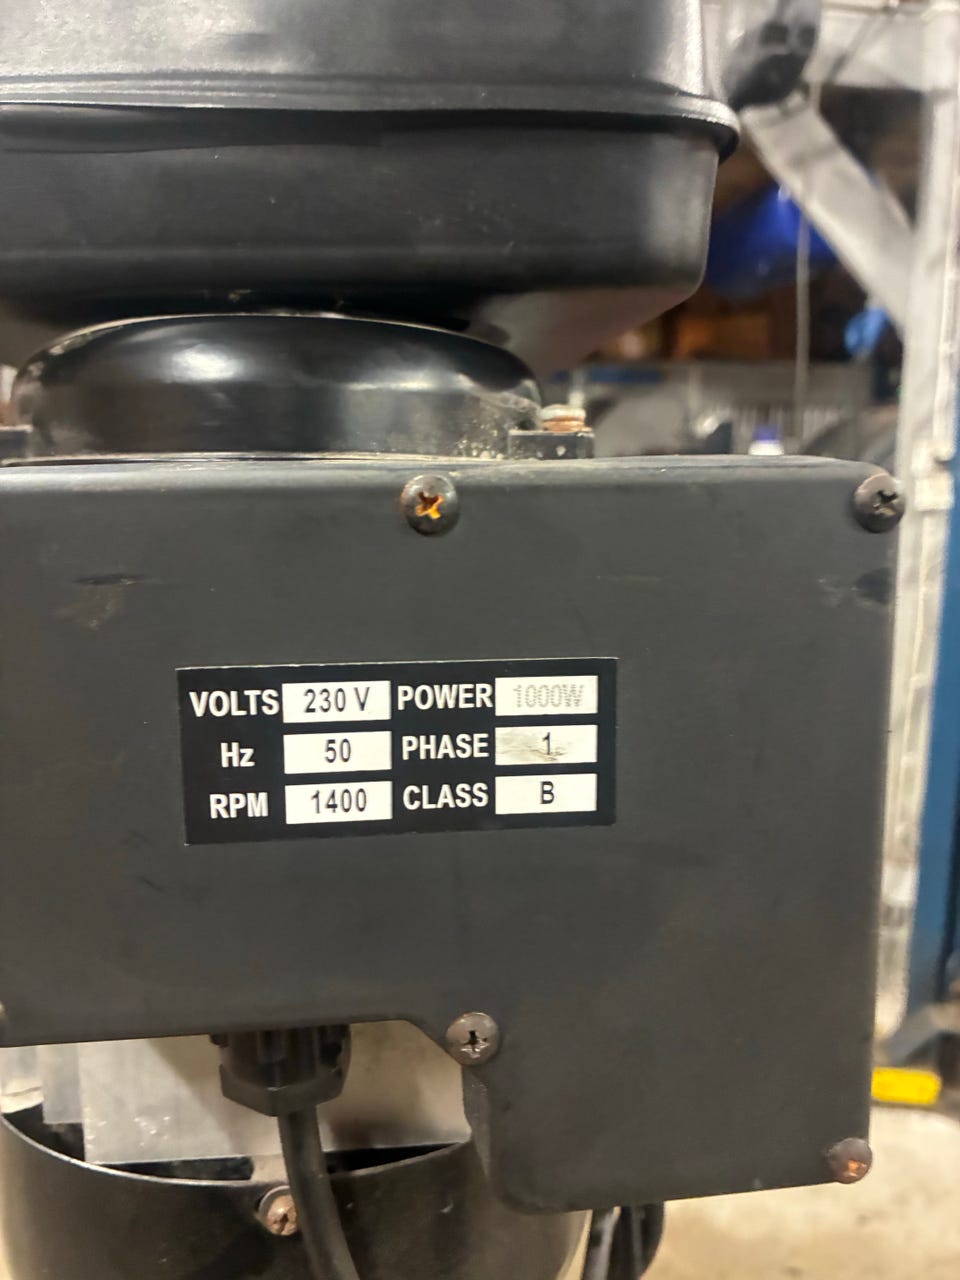 VOLTS 230 V POWER 1000W
Hz 50 PHASE 1
RPM 1400 CLASS B